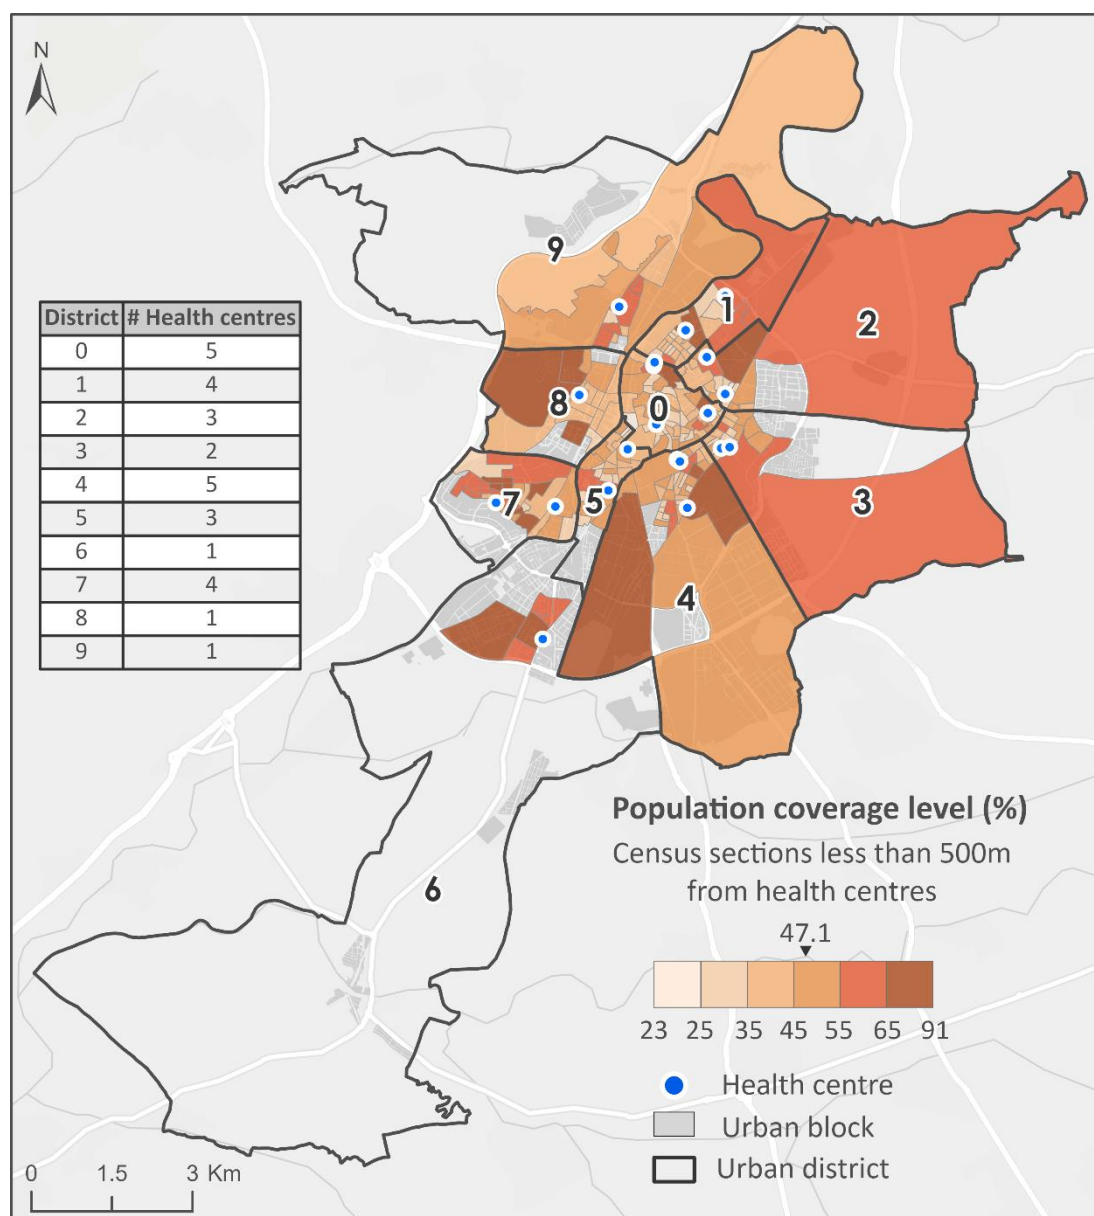 N
9
1
2
8
0
7
5
3
4
6
District # Health centres
0 5
1 4
2 3
3 2
4 5
5 3
6 1
7 4
8 1
9 1
Population coverage level (%)
Census sections less than 500m
from health centres
47.1
23 25 35 45 55 65 91
Health centre
Urban block
Urban district
0 1.5 3 Km